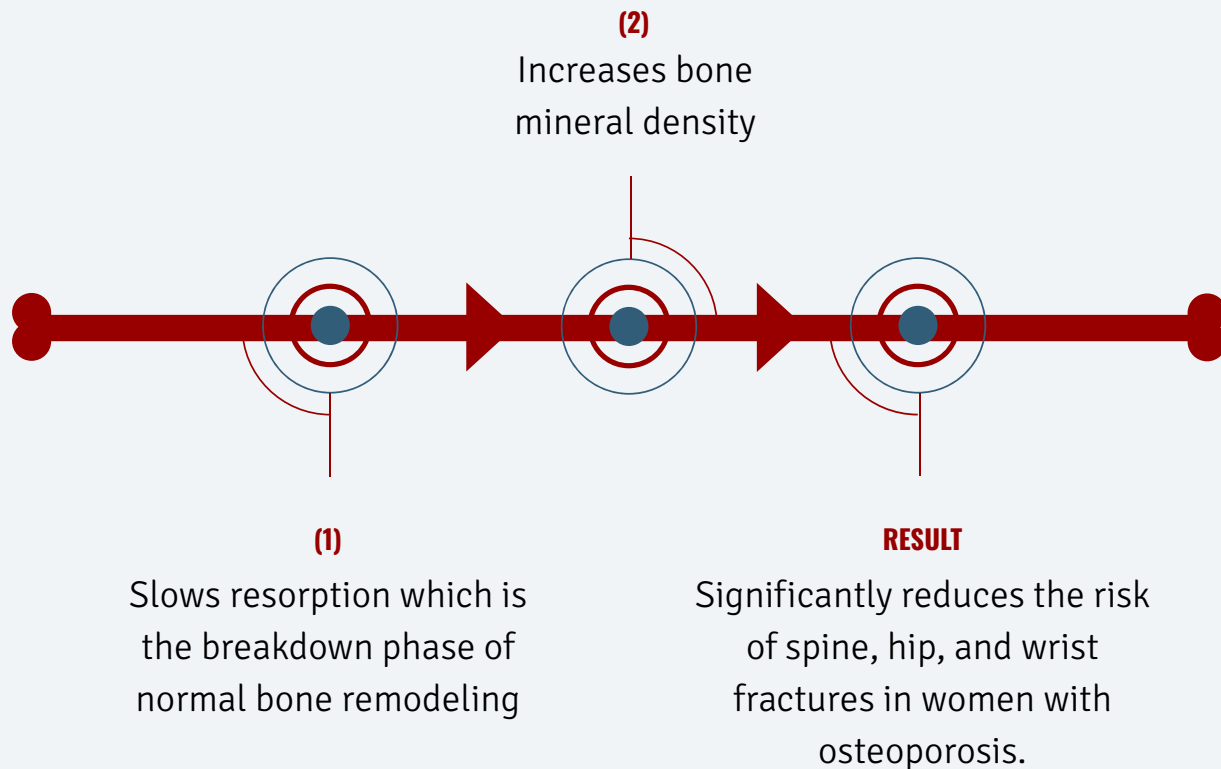 (2)
Increases bone
mineral density
(1)
Slows resorption which is
the breakdown phase of
normal bone remodeling
RESULT
Significantly reduces the risk
of spine, hip, and wrist
fractures in women with
osteoporosis.